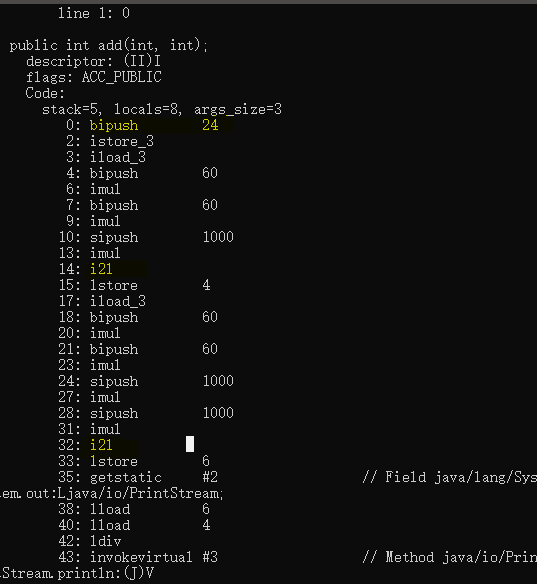 line 1: 0
public int add(int, int);
descriptor: (II)I
flags: ACC_PUBLIC
Code:
stack=5, locals=8, args_size=3
0: bipush 24
2: istore_3
3: iload_3
4: bipush 60
6: imul
7: bipush 60
9: imul
10: sipush 1000
13: imul
14: i2l
15: lstore 4
17: iload_3
18: bipush 60
20: imul
21: bipush 60
23: imul
24: sipush 1000
27: imul
28: sipush 1000
31: imul
32: i2l
33: lstore 6
35: getstatic #2 // Field java/lang/Sys
em.out:Ljava/io/PrintStream;
38: lload 6
40: lload 4
42: ldiv
43: invokevirtual #3 // Method java/io/Prin
Stream.println:(J)V